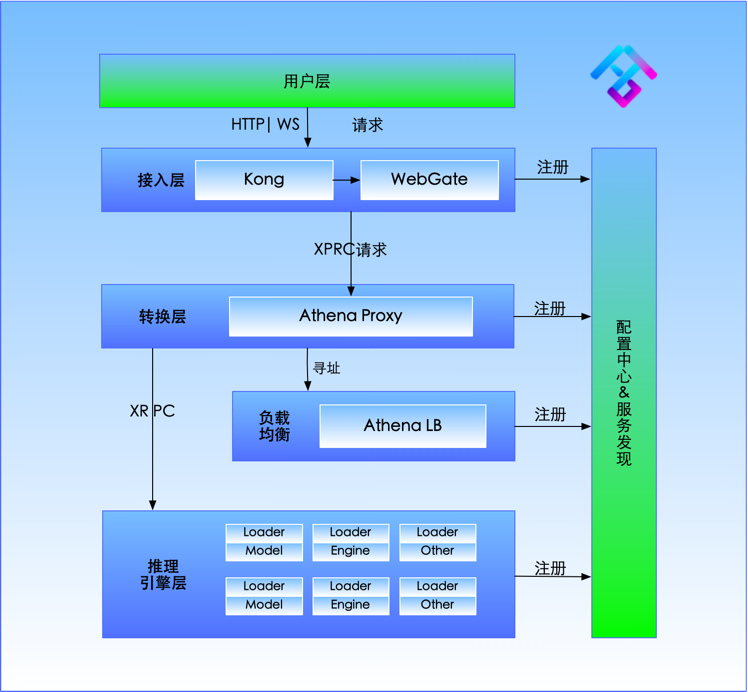 用户层
HTTP| WS 请求
接入层
Kong
WebGate
注册
XPRC请求
转换层
Athena Proxy
注册
寻址
XR PC
负载
均衡
Athena LB
注册
配置中心&服务发现
推理
引擎层
Loader Loader Loader
Model Engine Other
Loader Loader Loader
Model Engine Other
注册